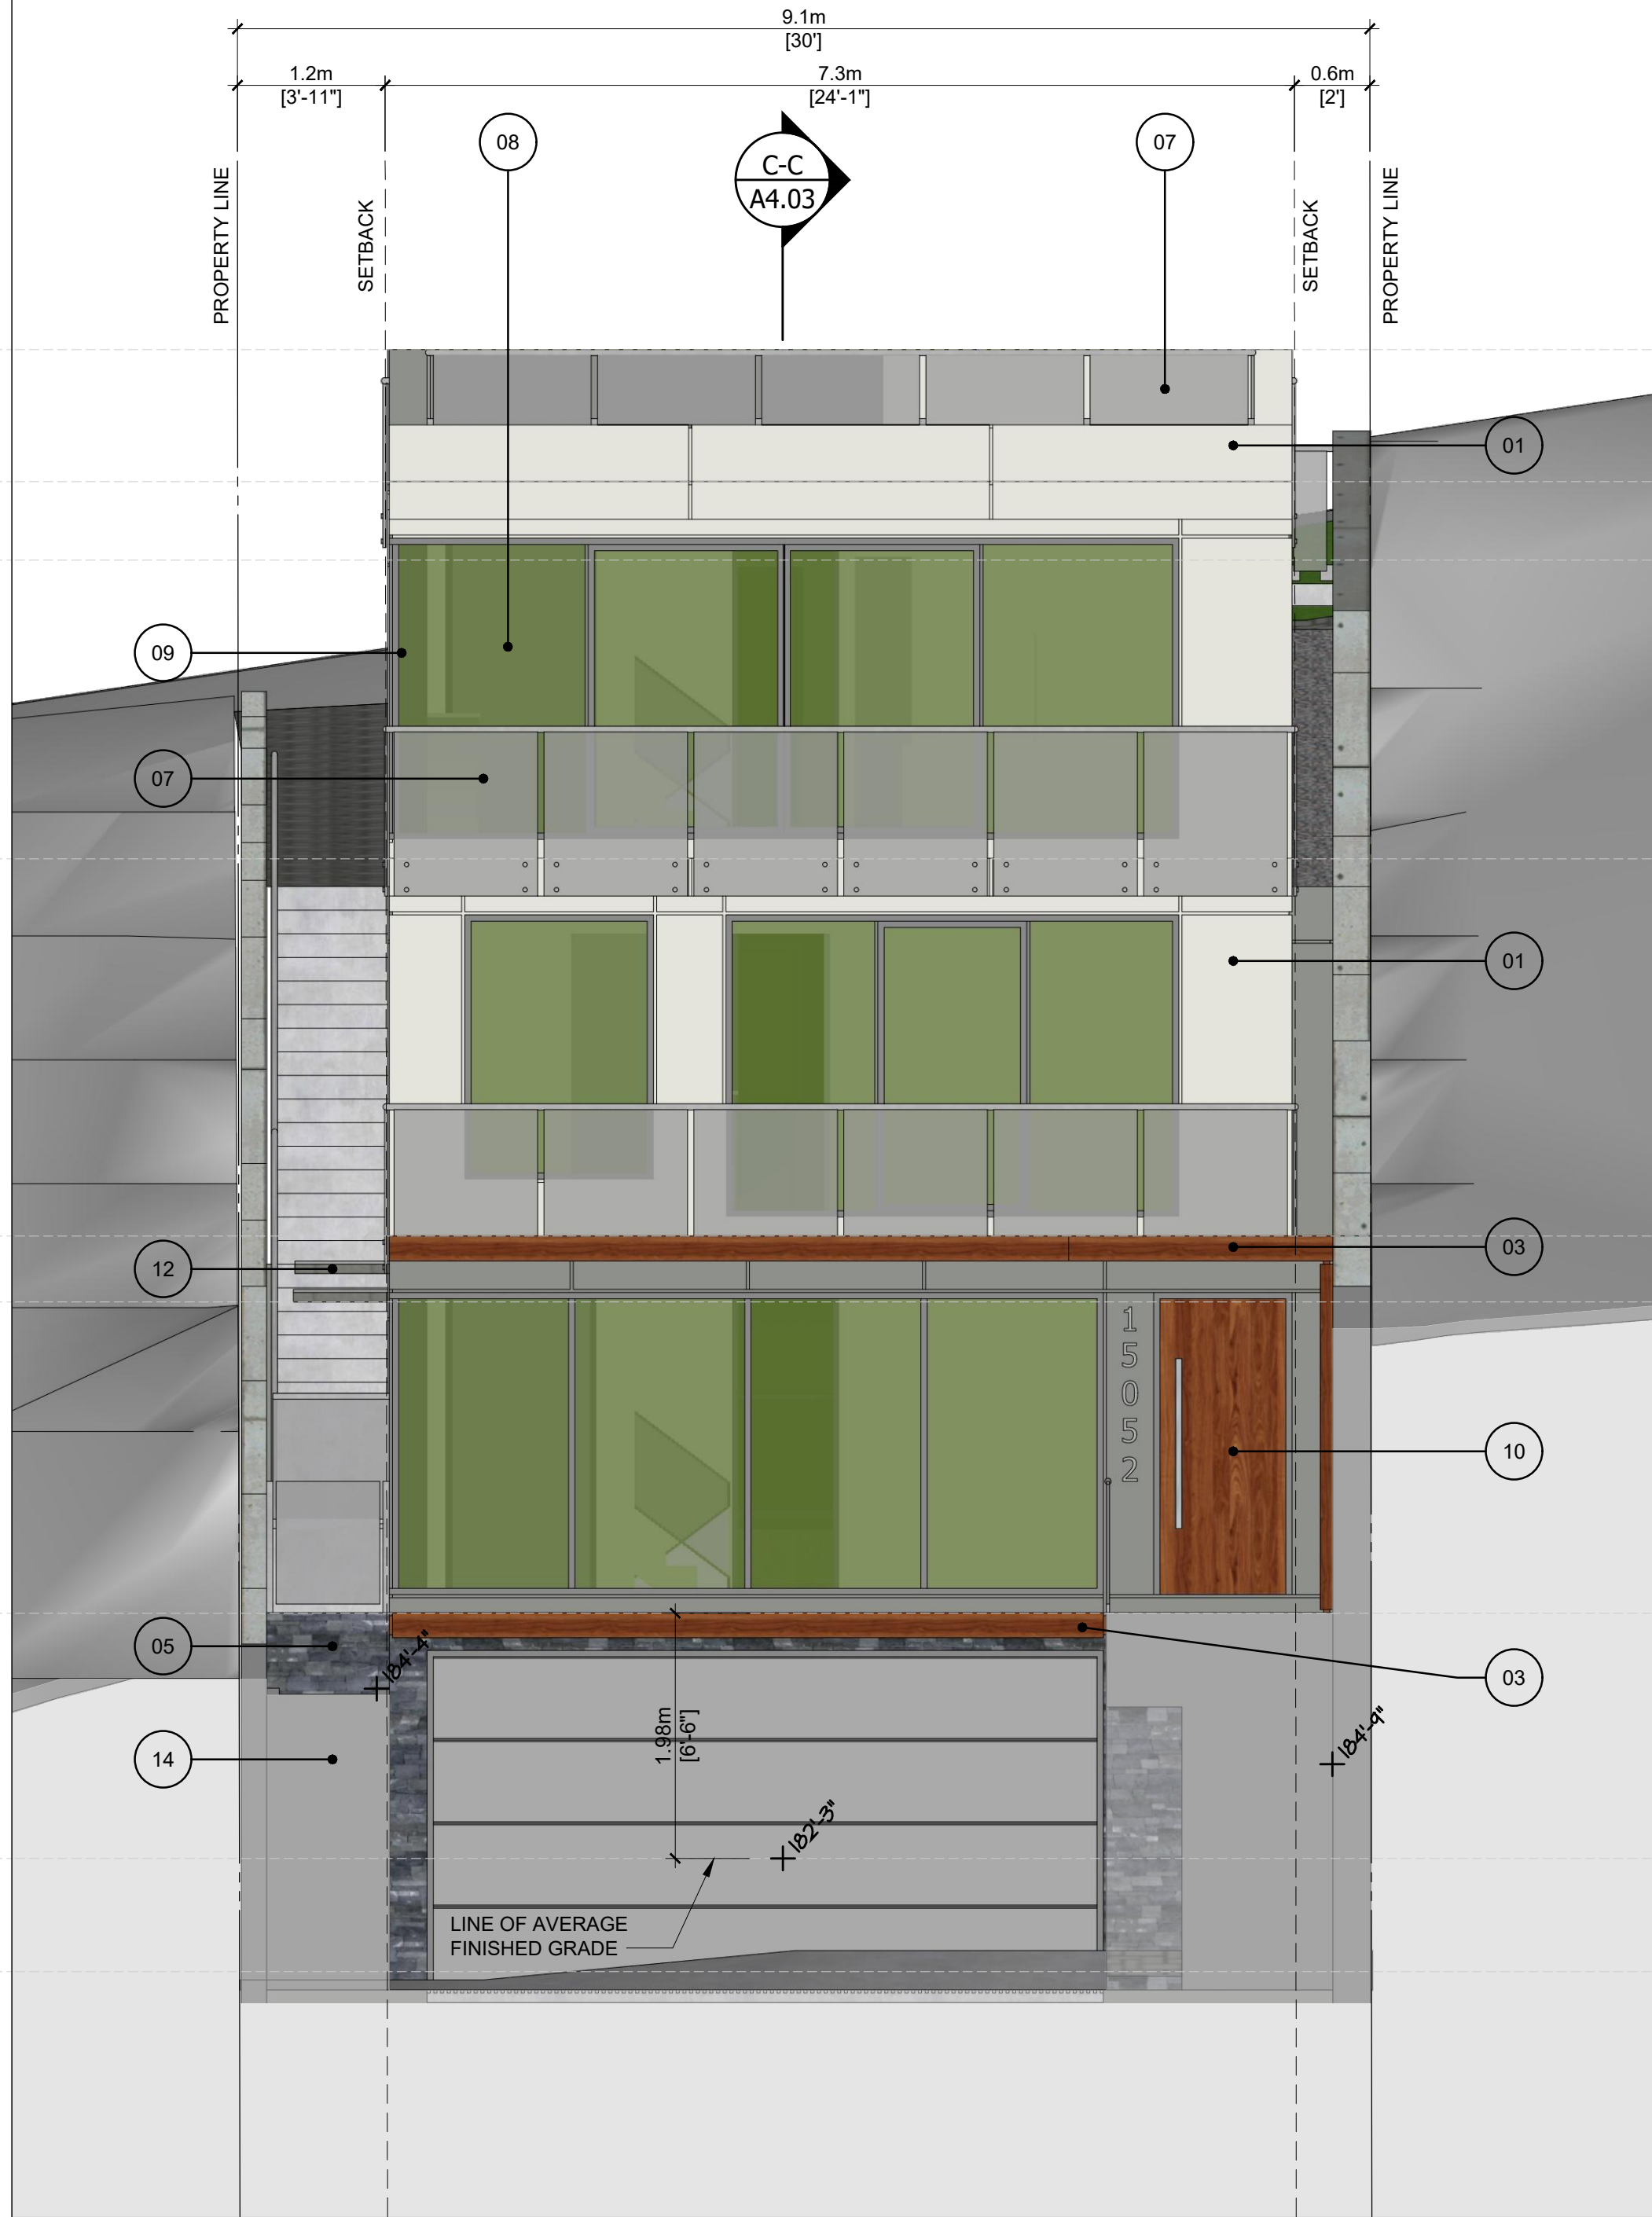 9.1m
[30']
1.2m
[3'-11"]
7.3m
[24'-1"]
0.6m
[2']
08
C-C
A4.03
07
PROPERTY LINE
SETBACK
SETBACK
PROPERTY LINE
01
09
07
01
03
12
1
5
0
5
2
10
05
184'-4"
03
14
1.98m
[6'-6"]
184'-9"
182'-3"
LINE OF AVERAGE
FINISHED GRADE